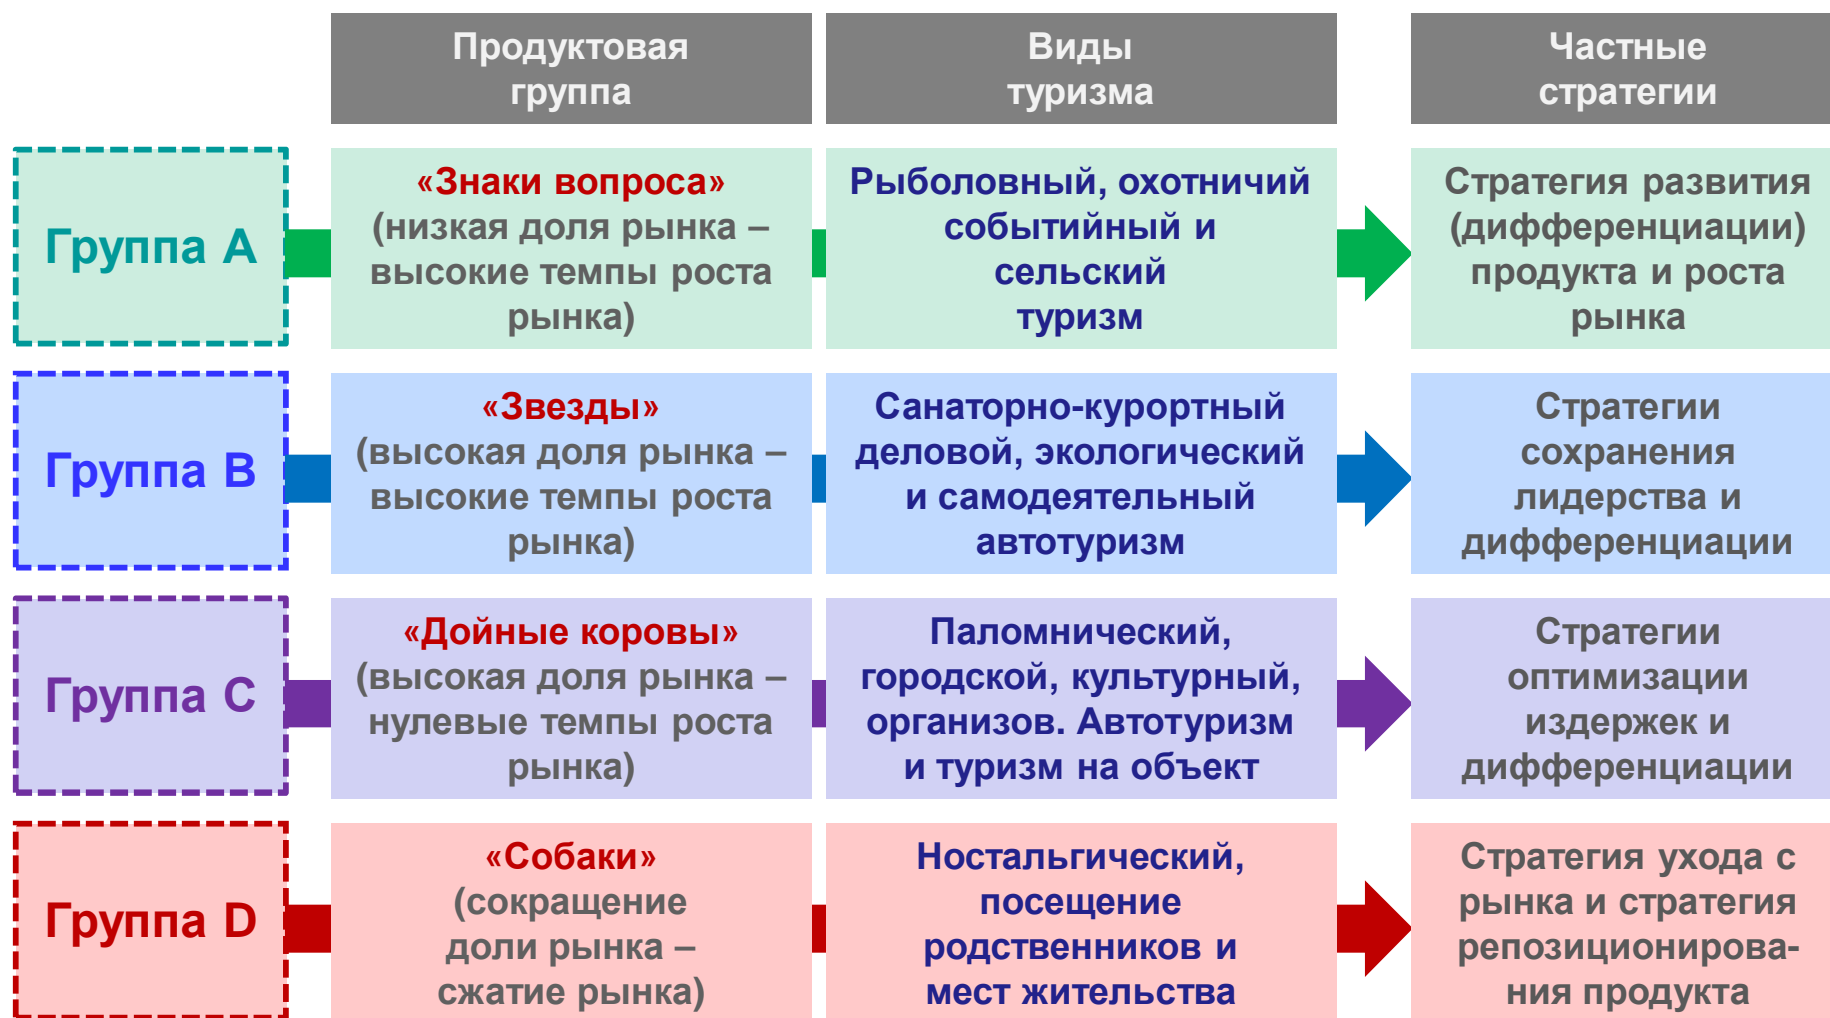 Продуктовая
группа
Виды
туризма
Частные
стратегии
Группа A
«Знаки вопроса»
(низкая доля рынка –
высокие темпы роста
рынка)
Рыболовный, охотничий
событийный и
сельский
туризм
Стратегия развития
(дифференциации)
продукта и роста
рынка
Группа B
«Звезды»
(высокая доля рынка –
высокие темпы роста
рынка)
Санаторно-курортный
деловой, экологический
и самодеятельный
автотуризм
Стратегии
сохранения
лидерства и
дифференциации
Группа C
«Дойные коровы»
(высокая доля рынка –
нулевые темпы роста
рынка)
Паломнический,
городской, культурный,
организов. Автотуризм
и туризм на объект
Стратегии
оптимизации
издержек и
дифференциации
Группа D
«Собаки»
(сокращение
доли рынка –
сжатие рынка)
Ностальгический,
посещение
родственников и
мест жительства
Стратегия ухода с
рынка и стратегия
репозициониров­а-
ния продукта